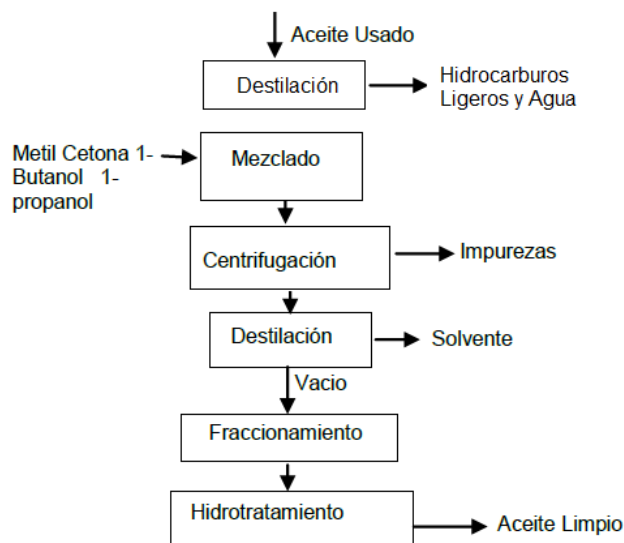 Aceite Usado
Destilación
Hidrocarburos
Ligeros y Agua
Metil Cetona 1-
Butanol 1-
propanol
Mezclado
Centrifugación
Impurezas
Destilación
Solvente
Vacio
Fraccionamiento
Hidrotratamiento
Aceite Limpio